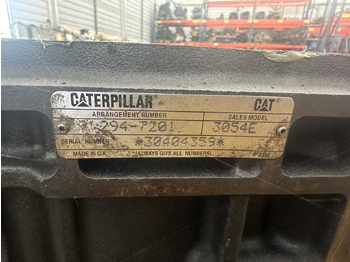 CATERPILLAR CAT
ARRANGEMENT NUMBER SALES MODEL
294-7201 3054E
SERIAL NUMBER *30404359*
MADE IN U.K. (ALWAYS GIVE ALL NUMBERS)